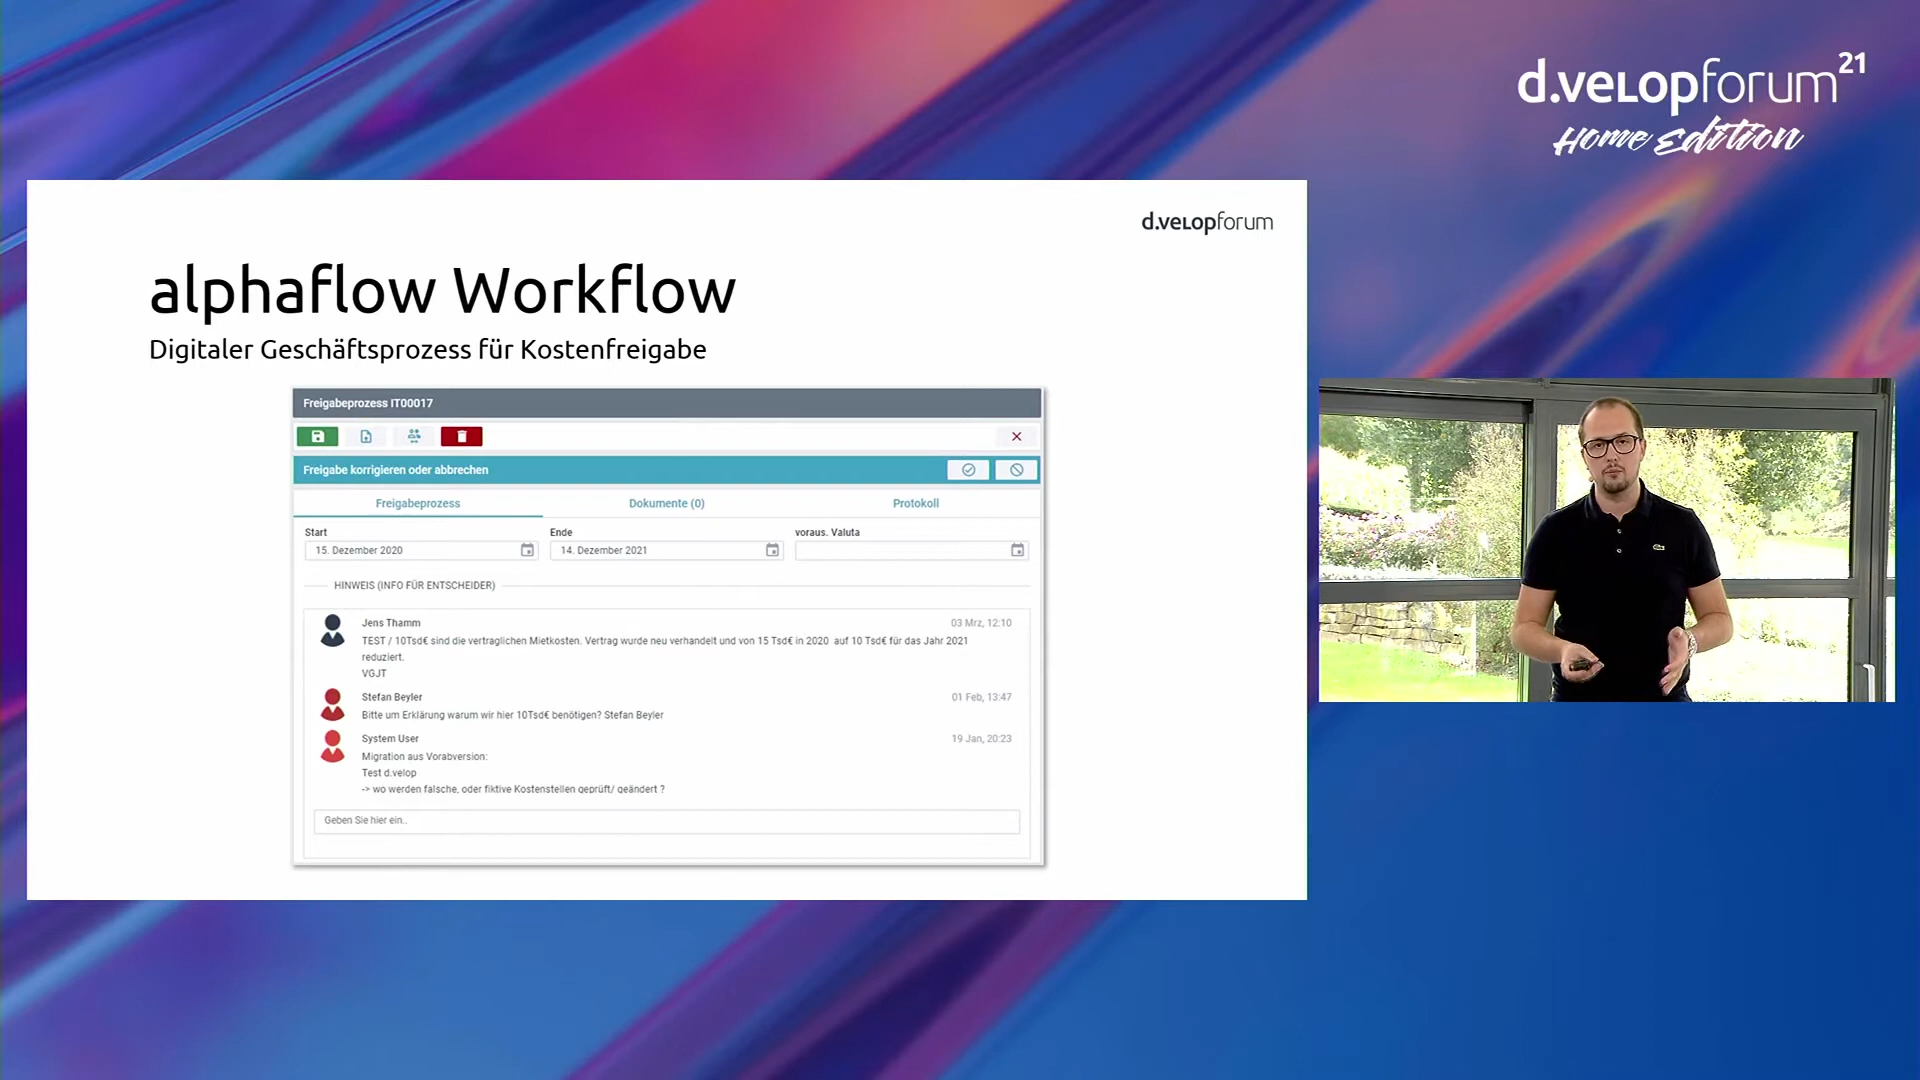 d.velopforum21
Home Edition
d.velopforum
alphaflow Workflow
Digitaler Geschäftsprozess für Kostenfreigabe
Freigabeprozess IT00017
Freigabe korrigieren oder abbrechen
Freigabeprozess Dokumente (0) Protokoll
Start Ende voraus. Valuta
15. Dezember 2020 14. Dezember 2021
HINWEIS (INFO FÜR ENTSCHEIDER)
Jens Thamm 03 Mrz, 12:10
TEST / 10Tsd€ sind die vertraglichen Mietkosten. Vertrag wurde neu verhandelt und von 15 Tsd€ in 2020 auf 10 Tsd€ für das Jahr 2021
reduziert.
VGJT
Stefan Beyler 01 Feb, 13:47
Bitte um Erklärung warum wir hier 10Tsd€ benötigen? Stefan Beyler
System User 19 Jan, 20:23
Migration aus Vorabversion:
Test d.velop
-> wo werden falsche, oder fiktive Kostenstellen geprüft/ geändert ?
Geben Sie hier ein..